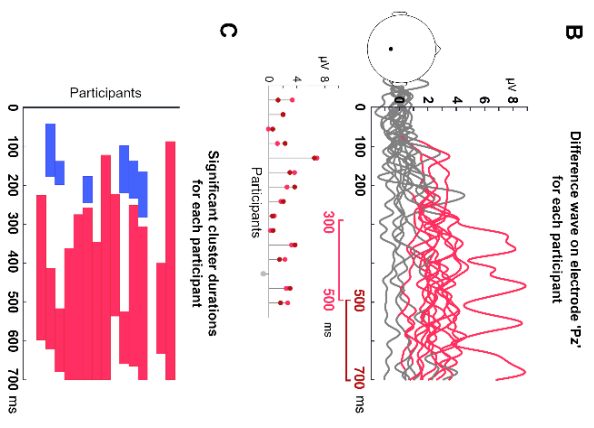 B
Difference wave on electrode 'Pz'
for each participant
μV
0 2 4 6 8
0 100 200 300 500 500 700 ms
μV
0 4 8
Participants
ms
C
Significant cluster durations
for each participant
Participants
0 100 200 300 400 500 600 700 ms